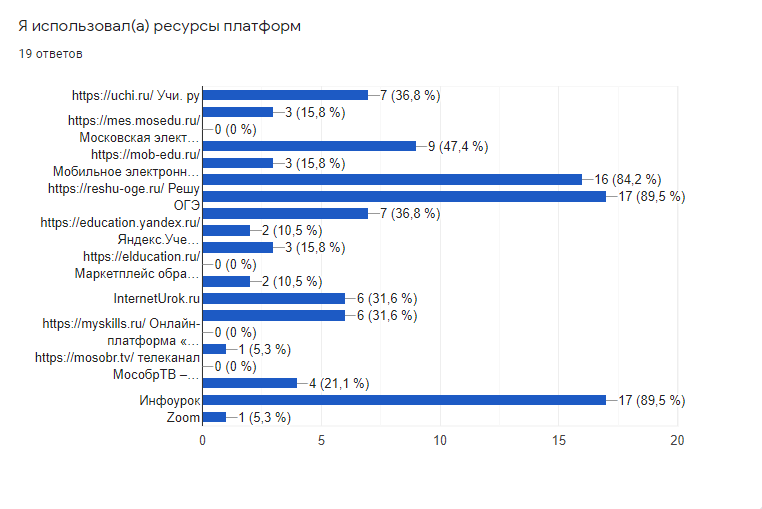 Я использовал(а) ресурсы платформ
19 ответов
https://uchi.ru/ Учи. ру
7 (36,8 %)
3 (15,8 %)
https://mes.mosedu.ru/
Московская элект…
0 (0 %)
9 (47,4 %)
https://mob-edu.ru/
Мобильное электронн…
3 (15,8 %)
16 (84,2 %)
https://reshu-oge.ru/ Решу
ОГЭ
17 (89,5 %)
7 (36,8 %)
https://education.yandex.ru/
Яндекс.Уче…
2 (10,5 %)
3 (15,8 %)
https://elducation.ru/
Маркетплейс обра…
0 (0 %)
2 (10,5 %)
InternetUrok.ru
6 (31,6 %)
6 (31,6 %)
https://myskills.ru/ Онлайн-
платформа «…
0 (0 %)
1 (5,3 %)
https://mosobr.tv/ телеканал
МособрТВ –…
0 (0 %)
4 (21,1 %)
Инфоурок
17 (89,5 %)
Zoom
1 (5,3 %)
0
5
10
15
20